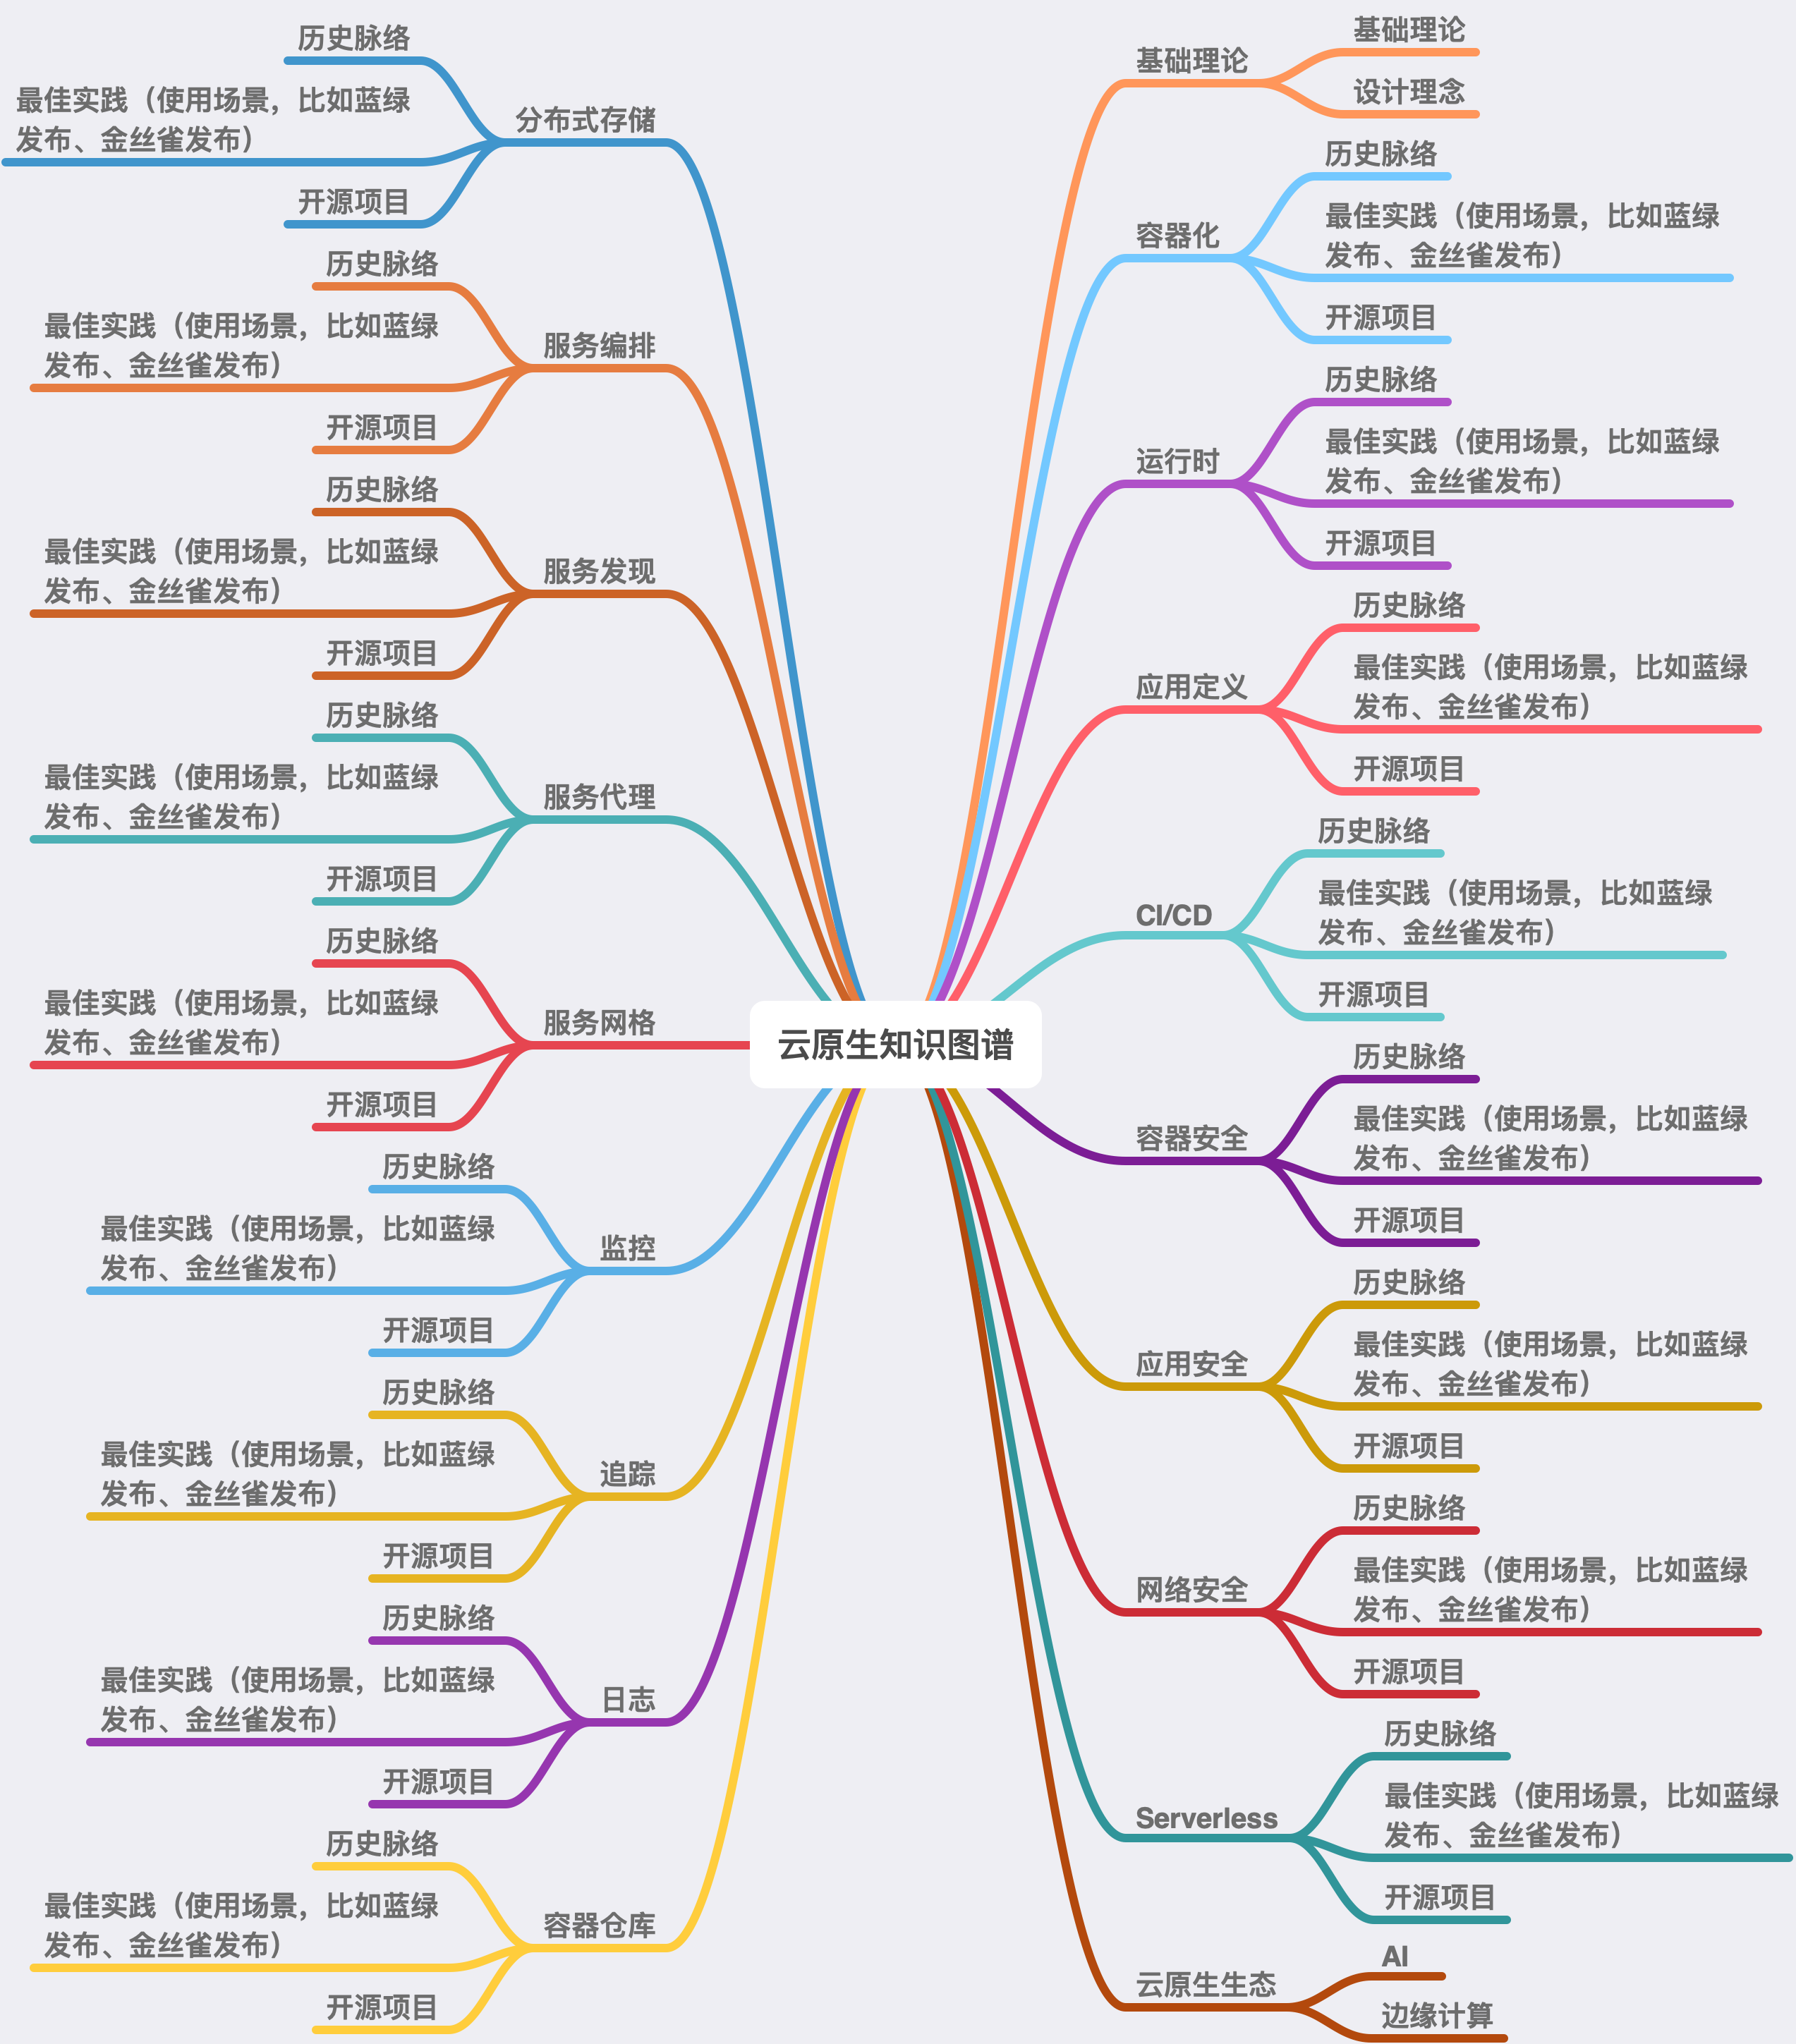 云原生知识图谱
基础理论
基础理论
设计理念
容器化
历史脉络
最佳实践（使用场景，比如蓝绿
发布、金丝雀发布）
开源项目
运行时
历史脉络
最佳实践（使用场景，比如蓝绿
发布、金丝雀发布）
开源项目
应用定义
历史脉络
最佳实践（使用场景，比如蓝绿
发布、金丝雀发布）
开源项目
CI/CD
历史脉络
最佳实践（使用场景，比如蓝绿
发布、金丝雀发布）
开源项目
容器安全
历史脉络
最佳实践（使用场景，比如蓝绿
发布、金丝雀发布）
开源项目
应用安全
历史脉络
最佳实践（使用场景，比如蓝绿
发布、金丝雀发布）
开源项目
网络安全
历史脉络
最佳实践（使用场景，比如蓝绿
发布、金丝雀发布）
开源项目
Serverless
历史脉络
最佳实践（使用场景，比如蓝绿
发布、金丝雀发布）
开源项目
云原生生态
AI
边缘计算
分布式存储
历史脉络
最佳实践（使用场景，比如蓝绿
发布、金丝雀发布）
开源项目
服务编排
历史脉络
最佳实践（使用场景，比如蓝绿
发布、金丝雀发布）
开源项目
服务发现
历史脉络
最佳实践（使用场景，比如蓝绿
发布、金丝雀发布）
开源项目
服务代理
历史脉络
最佳实践（使用场景，比如蓝绿
发布、金丝雀发布）
开源项目
服务网格
历史脉络
最佳实践（使用场景，比如蓝绿
发布、金丝雀发布）
开源项目
监控
历史脉络
最佳实践（使用场景，比如蓝绿
发布、金丝雀发布）
开源项目
追踪
历史脉络
最佳实践（使用场景，比如蓝绿
发布、金丝雀发布）
开源项目
日志
历史脉络
最佳实践（使用场景，比如蓝绿
发布、金丝雀发布）
开源项目
容器仓库
历史脉络
最佳实践（使用场景，比如蓝绿
发布、金丝雀发布）
开源项目